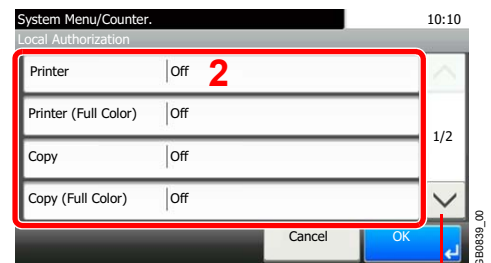 System Menu/Counter. 10:10
Local Authorization
Printer Off 2
Printer (Full Color) Off
1/2
Copy Off
Copy (Full Color) Off
Cancel OK
GB0839_00